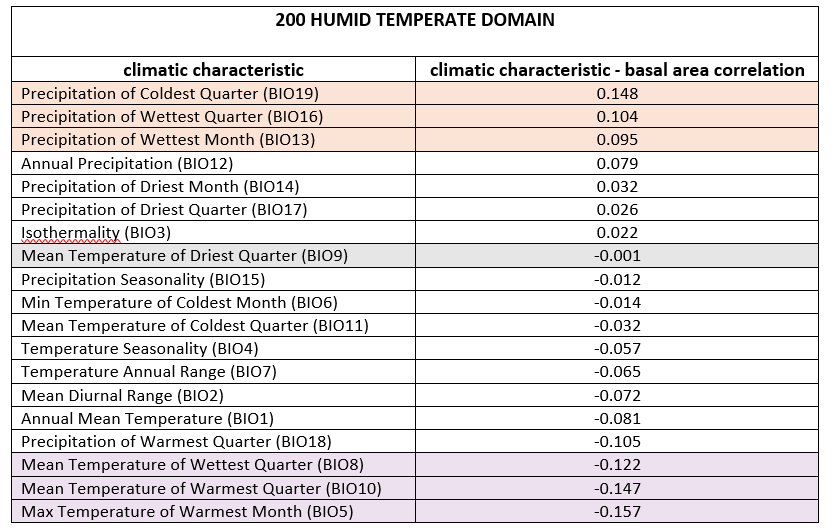 200 HUMID TEMPERATE DOMAIN
climatic characteristic climatic characteristic - basal area correlation
Precipitation of Coldest Quarter (BIO19) 0.148
Precipitation of Wettest Quarter (BIO16) 0.104
Precipitation of Wettest Month (BIO13) 0.095
Annual Precipitation (BIO12) 0.079
Precipitation of Driest Month (BIO14) 0.032
Precipitation of Driest Quarter (BIO17) 0.026
Isothermality (BIO3) 0.022
Mean Temperature of Driest Quarter (BIO9) -0.001
Precipitation Seasonality (BIO15) -0.012
Min Temperature of Coldest Month (BIO6) -0.014
Mean Temperature of Coldest Quarter (BIO11) -0.032
Temperature Seasonality (BIO4) -0.057
Temperature Annual Range (BIO7) -0.065
Mean Diurnal Range (BIO2) -0.072
Annual Mean Temperature (BIO1) -0.081
Precipitation of Warmest Quarter (BIO18) -0.105
Mean Temperature of Wettest Quarter (BIO8) -0.122
Mean Temperature of Warmest Quarter (BIO10) -0.147
Max Temperature of Warmest Month (BIO5) -0.157